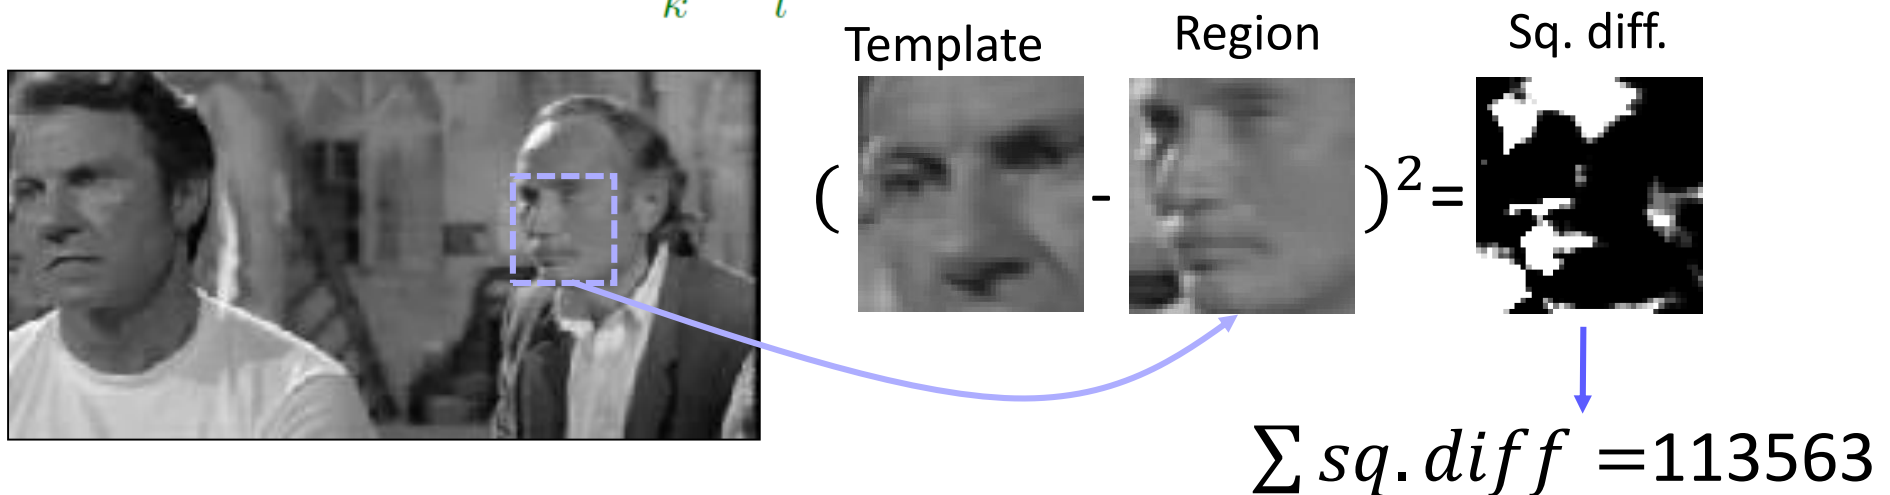 k l
Template Region Sq. diff.
( - )² =
∑ sq. diff = 113563